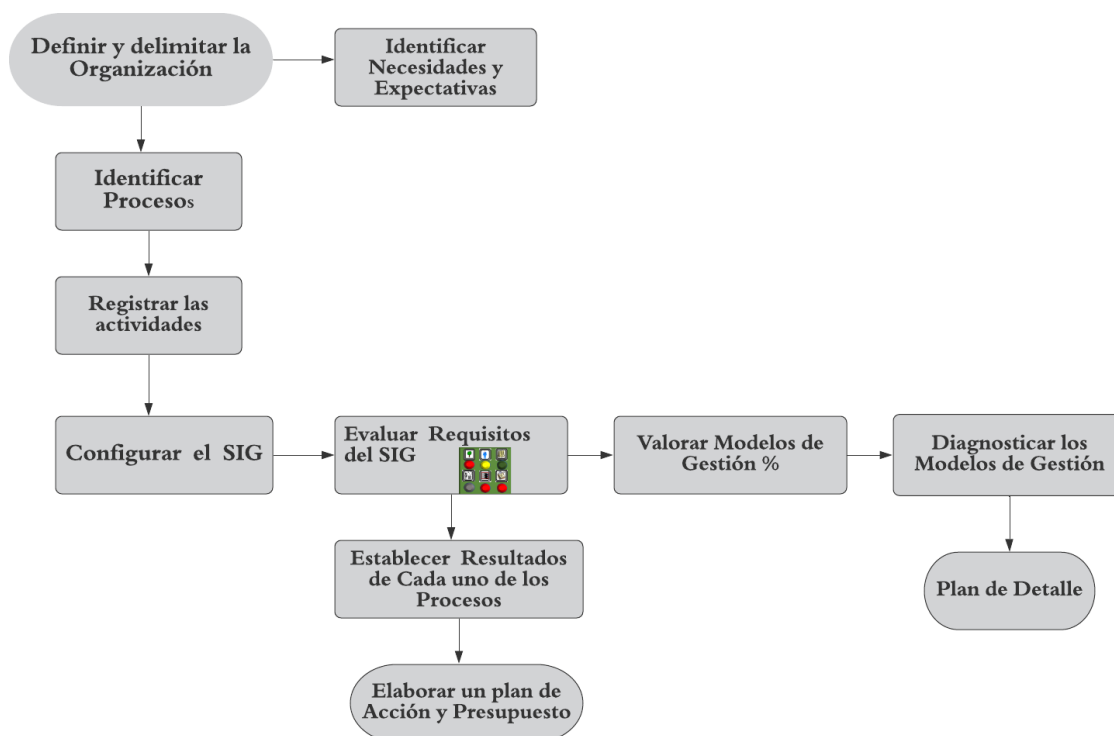 Definir y delimitar la
Organización
Identificar
Necesidades y
Expectativas
Identificar
Procesos
Registrar las
actividades
Configurar el SIG
Evaluar Requisitos
del SIG
Valorar Modelos de
Gestión %
Diagnosticar los
Modelos de Gestión
Establecer Resultados
de Cada uno de los
Procesos
Plan de Detalle
Elaborar un plan de
Acción y Presupuesto